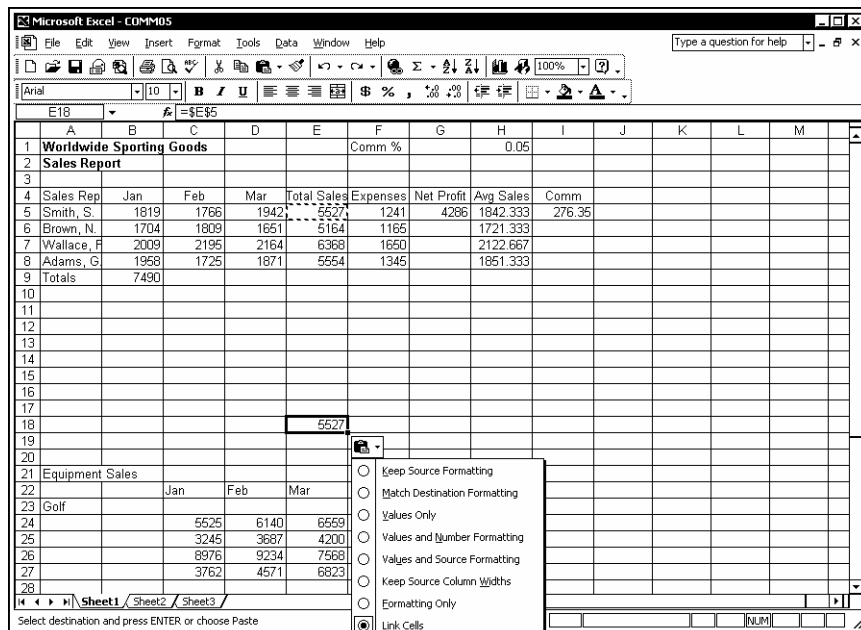 Microsoft Excel - COMM05
File Edit View Insert Format Tools Data Window Help Type a question for help
100%
Arial 10 B I U $ % ,
E18 fx =$E$5
A B C D E F G H I J K L M
1 Worldwide Sporting Goods Comm % 0.05
2 Sales Report
3
4 Sales Rep Jan Feb Mar Total Sales Expenses Net Profit Avg Sales Comm
5 Smith, S. 1819 1766 1942 5527 1241 4286 1842.333 276.35
6 Brown, N. 1704 1809 1651 5164 1165 1721.333
7 Wallace, F 2009 2195 2164 6368 1650 2122.667
8 Adams, G. 1958 1725 1871 5554 1345 1851.333
9 Totals 7490
10
11
12
13
14
15
16
17
18 5527
19
20
21 Equipment Sales
22 Jan Feb Mar
23 Golf
24 5525 6140 6559
25 3245 3687 4200
26 8976 9234 7568
27 3762 4571 6823
28
Keep Source Formatting
Match Destination Formatting
Values Only
Values and Number Formatting
Values and Source Formatting
Keep Source Column Widths
Formatting Only
Link Cells
Sheet1 Sheet2 Sheet3
Select destination and press ENTER or choose Paste NUM